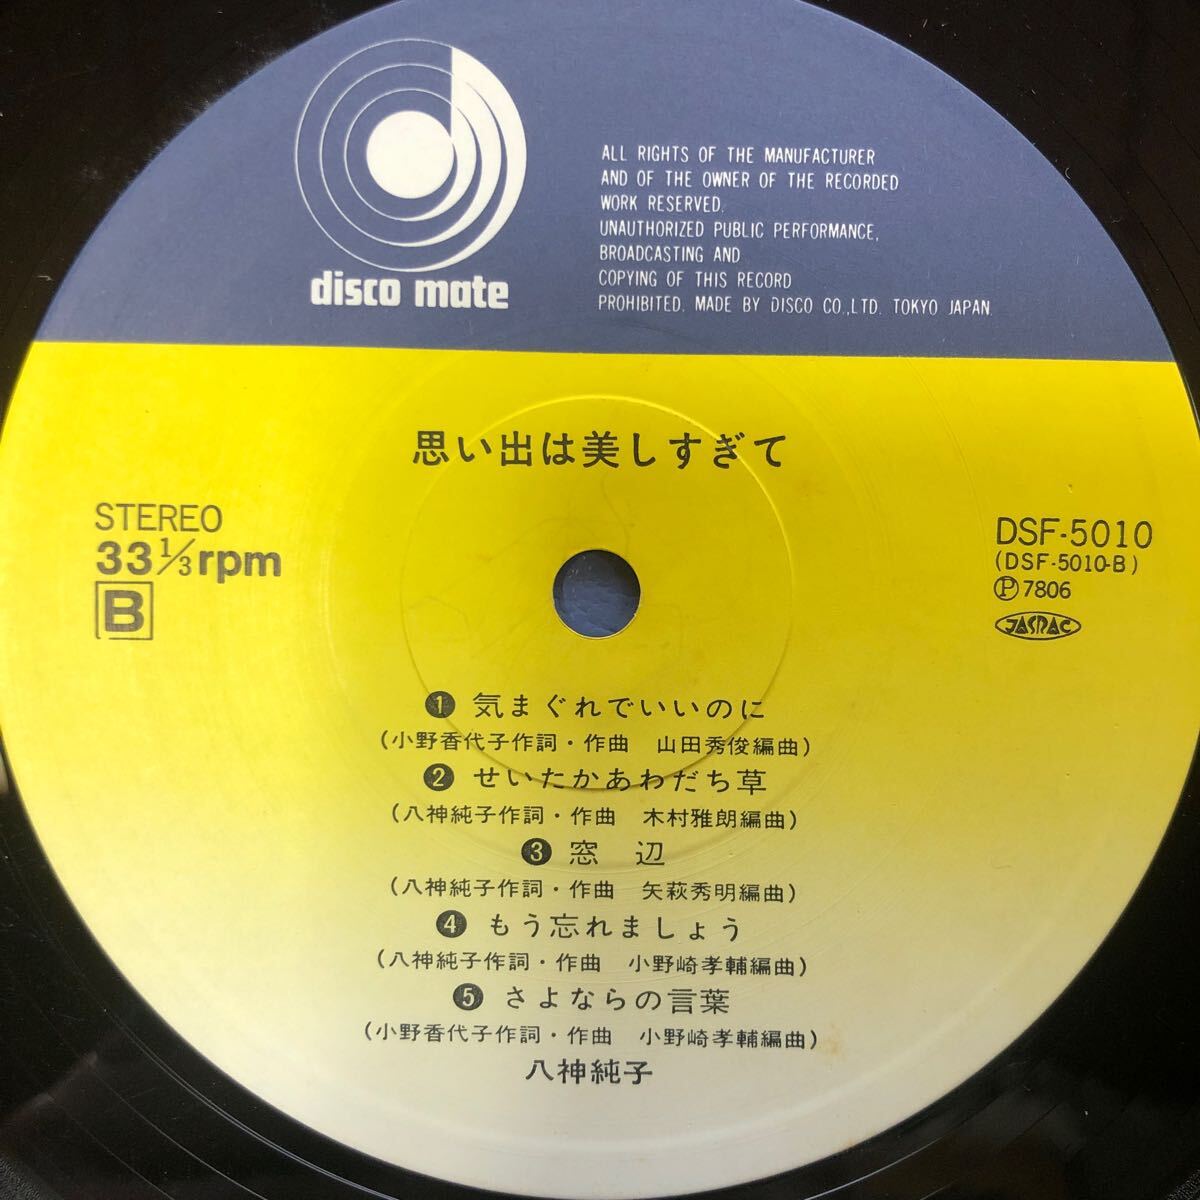 disco mate
ALL RIGHTS OF THE MANUFACTURER
AND OF THE OWNER OF THE RECORDED
WORK RESERVED.
UNAUTHORIZED PUBLIC PERFORMANCE,
BROADCASTING AND
COPYING OF THIS RECORD
PROHIBITED. MADE BY DISCO CO.,LTD. TOKYO JAPAN.
思い出は美しすぎて
STEREO
33⅓rpm
B
DSF-5010
(DSF-5010-B)
Ⓟ7806
JASRAC
❶ 気まぐれでいいのに
(小野香代子作詞・作曲 山田秀俊編曲)
❷ せいたかあわだち草
(八神純子作詞・作曲 木村雅朗編曲)
❸ 窓 辺
(八神純子作詞・作曲 矢萩秀明編曲)
❹ もう忘れましょう
(八神純子作詞・作曲 小野崎孝輔編曲)
❺ さよならの言葉
(小野香代子作詞・作曲 小野崎孝輔編曲)
八神純子